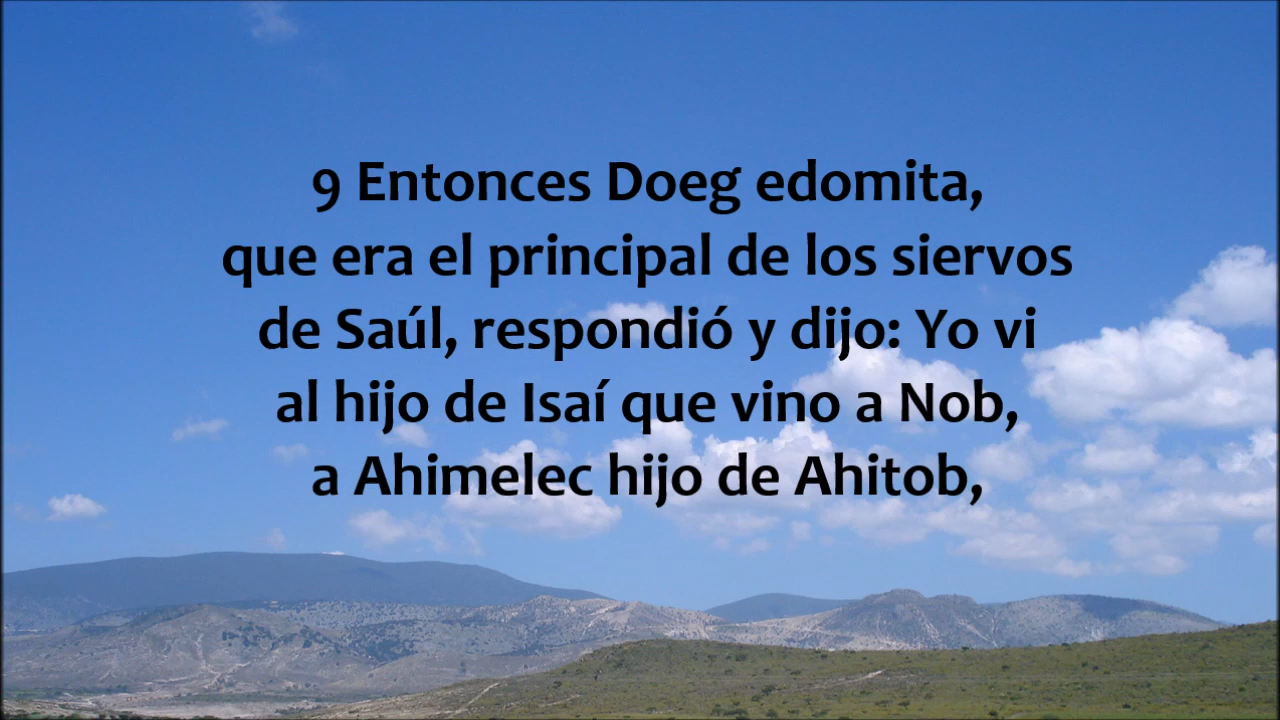 9 Entonces Doeg edomita,
que era el principal de los siervos
de Saúl, respondió y dijo: Yo vi
al hijo de Isaí que vino a Nob,
a Ahimelec hijo de Ahitob,